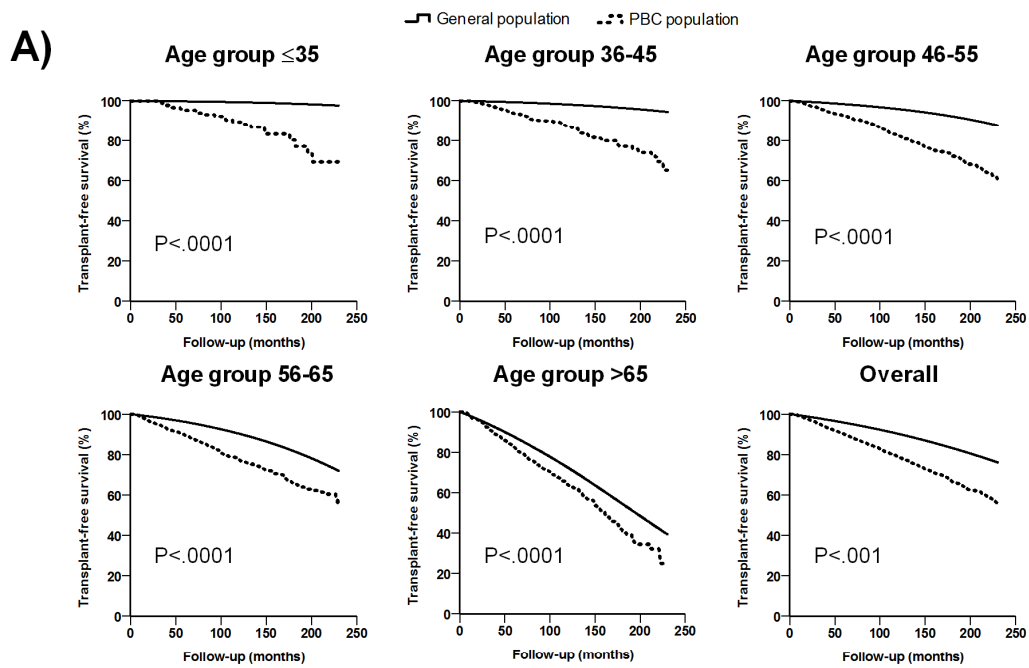 General population PBC population
A)
Age group ≤35
Transplant-free survival (%)
100
80
60
40
20
0
P<.0001
0 50 100 150 200 250
Follow-up (months)
Age group 36-45
Transplant-free survival (%)
100
80
60
40
20
0
P<.0001
0 50 100 150 200 250
Follow-up (months)
Age group 46-55
Transplant-free survival (%)
100
80
60
40
20
0
P<.0001
0 50 100 150 200 250
Follow-up (months)
Age group 56-65
Transplant-free survival (%)
100
80
60
40
20
0
P<.0001
0 50 100 150 200 250
Follow-up (months)
Age group >65
Transplant-free survival (%)
100
80
60
40
20
0
P<.0001
0 50 100 150 200 250
Follow-up (months)
Overall
Transplant-free survival (%)
100
80
60
40
20
0
P<.001
0 50 100 150 200 250
Follow-up (months)